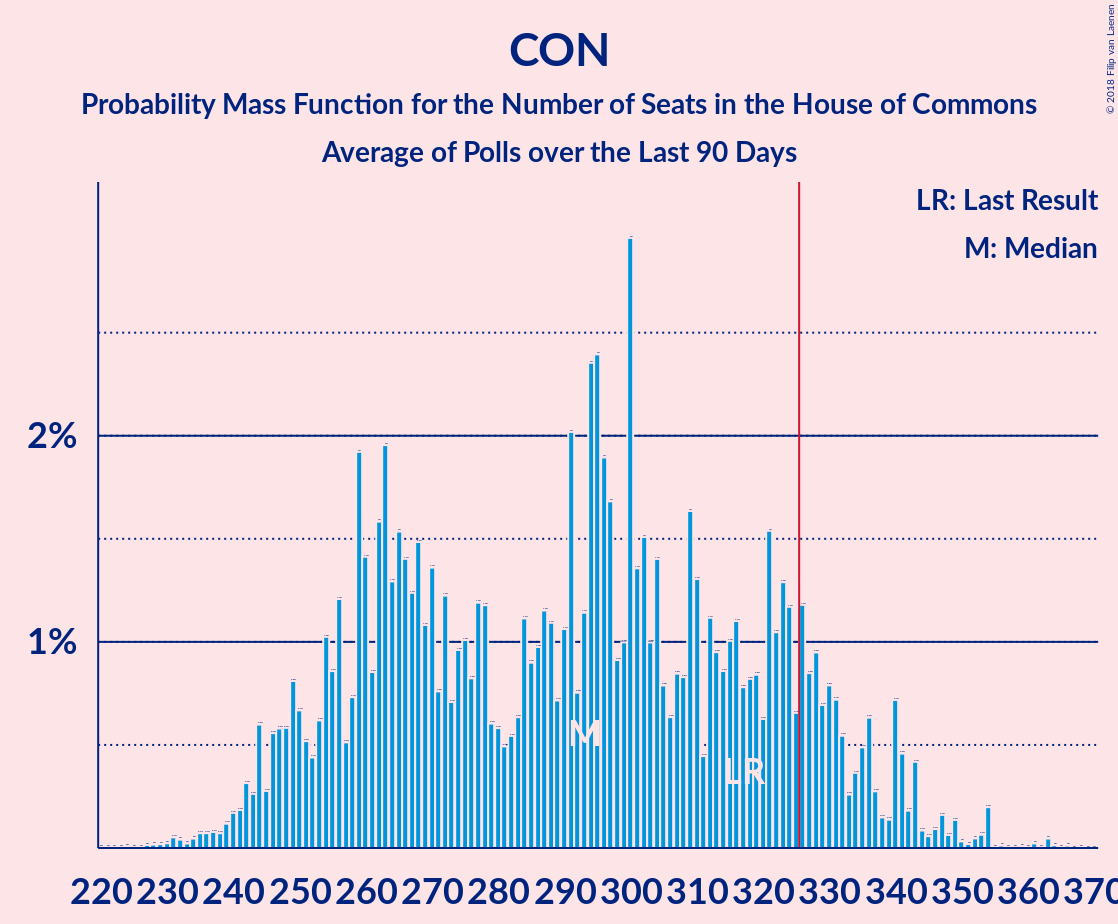 CON
Probability Mass Function for the Number of Seats in the House of Commons
Average of Polls over the Last 90 Days
© 2018 Filip van Laenen
LR: Last Result
M: Median
2%
1%
M
LR
220 230 240 250 260 270 280 290 300 310 320 330 340 350 360 370